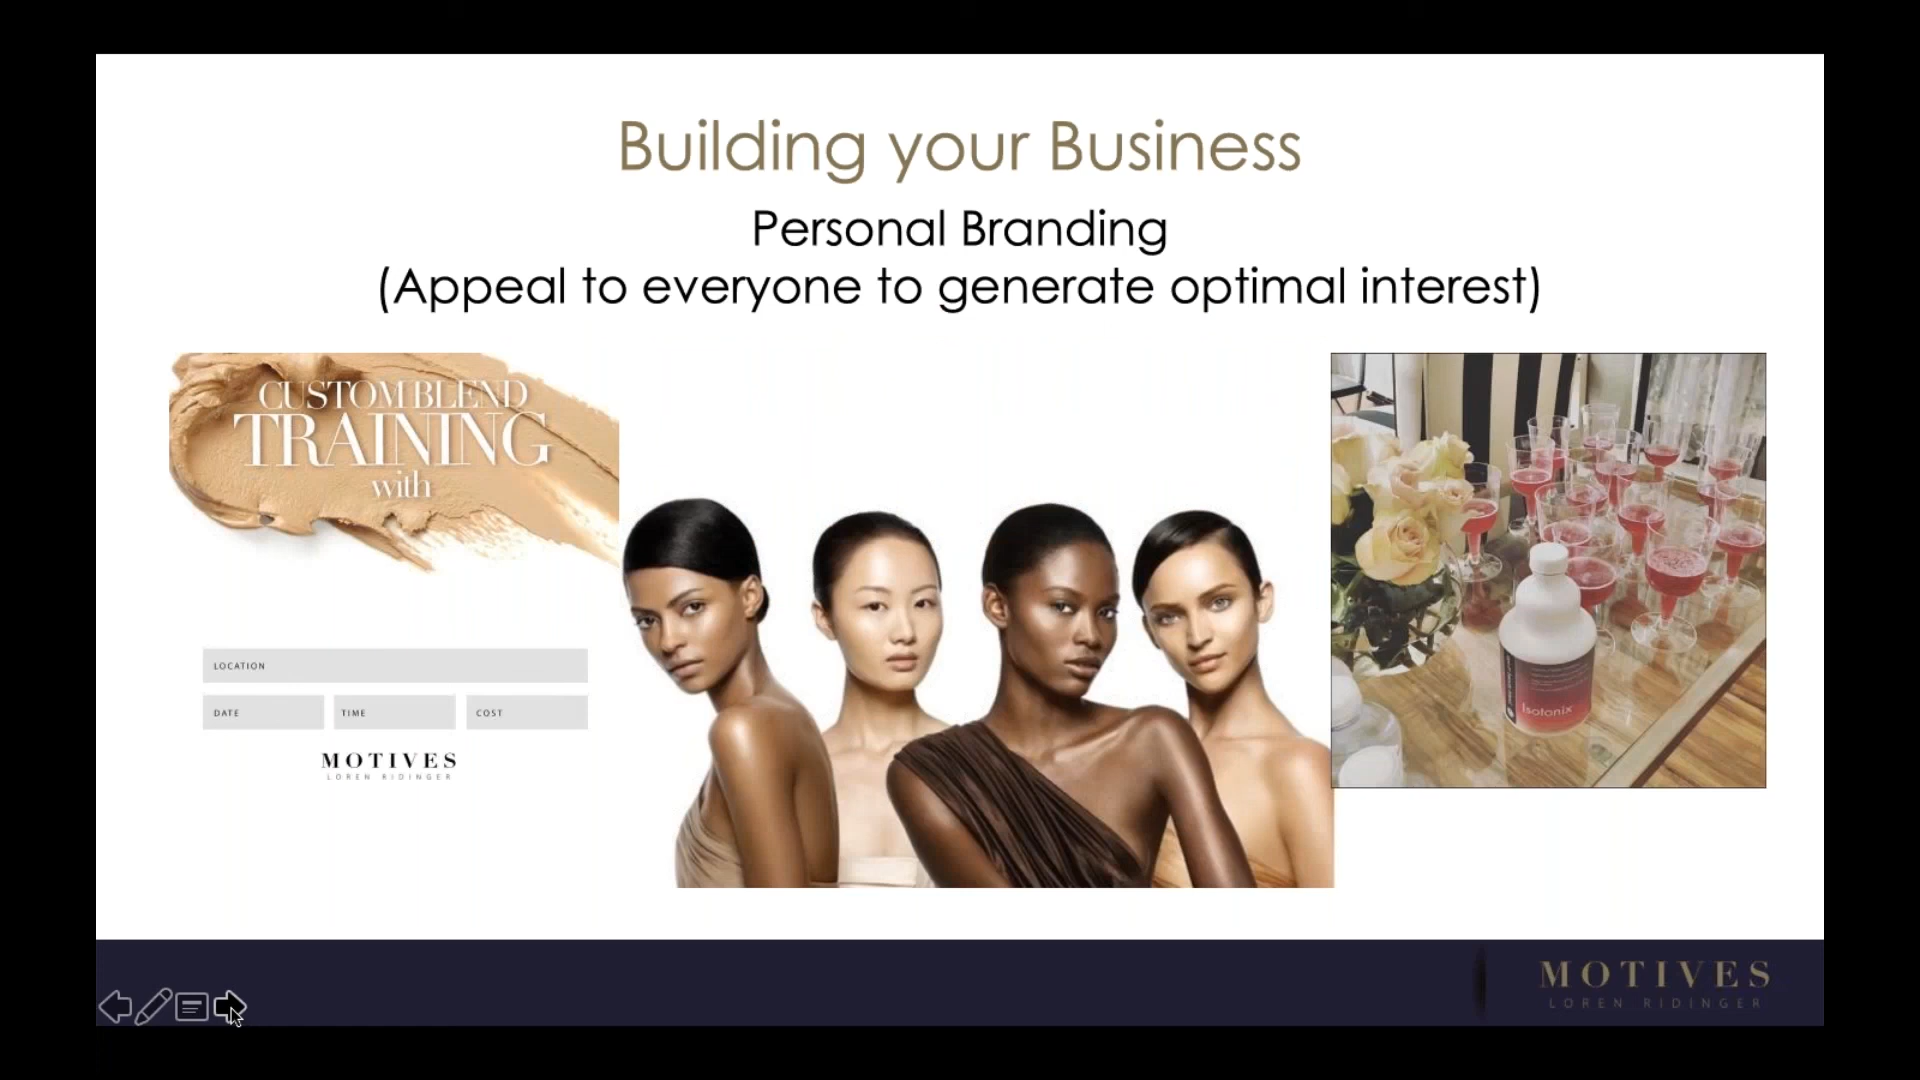 Building your Business
Personal Branding
(Appeal to everyone to generate optimal interest)
CUSTOM BLEND
TRAINING
with
LOCATION
DATE TIME COST
MOTIVES
LOREN RIDINGER
Isotonix
MOTIVES
LOREN RIDINGER